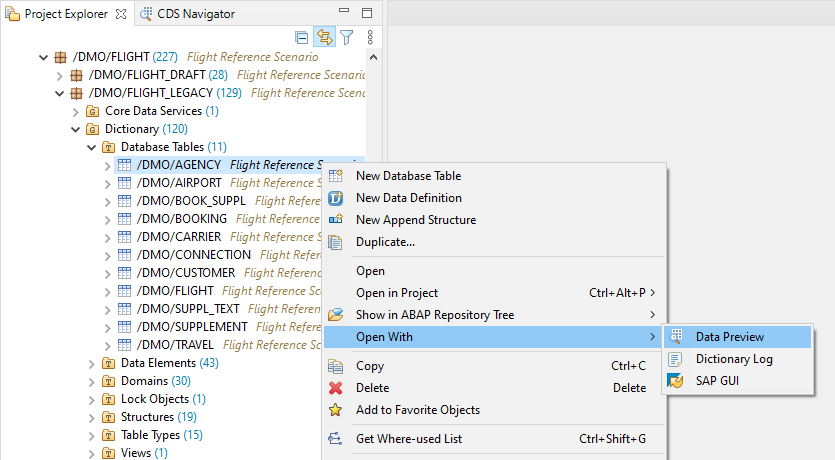 Project Explorer CDS Navigator
/DMO/FLIGHT (227) Flight Reference Scenario
/DMO/FLIGHT_DRAFT (28) Flight Reference Scena
/DMO/FLIGHT_LEGACY (129) Flight Reference Scena
Core Data Services (1)
Dictionary (120)
Database Tables (11)
/DMO/AGENCY Flight Reference Scenario
/DMO/AIRPORT Flight Reference S
/DMO/BOOK_SUPPL Flight Referen
/DMO/BOOKING Flight Reference S
/DMO/CARRIER Flight Reference S
/DMO/CONNECTION Flight Referen
/DMO/CUSTOMER Flight Reference
/DMO/FLIGHT Flight Reference Sc
/DMO/SUPPL_TEXT Flight Referenc
/DMO/SUPPLEMENT Flight Referen
/DMO/TRAVEL Flight Reference Sc
Data Elements (43)
Domains (30)
Lock Objects (1)
Structures (19)
Table Types (15)
Views (1)
New Database Table
New Data Definition
New Append Structure
Duplicate...
Open
Open in Project Ctrl+Alt+P
Show in ABAP Repository Tree
Open With
Copy Ctrl+C
Delete Delete
Add to Favorite Objects
Get Where-used List Ctrl+Shift+G
Data Preview
Dictionary Log
SAP GUI